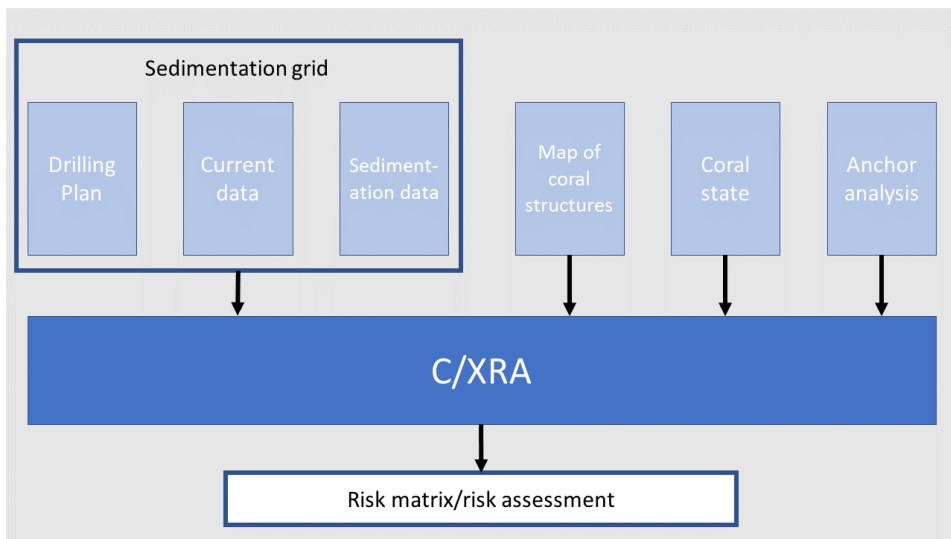 Sedimentation grid
Drilling
Plan
Current
data
Sediment-
ation data
Map of
coral
structures
Coral
state
Anchor
analysis
C/XRA
Risk matrix/risk assessment